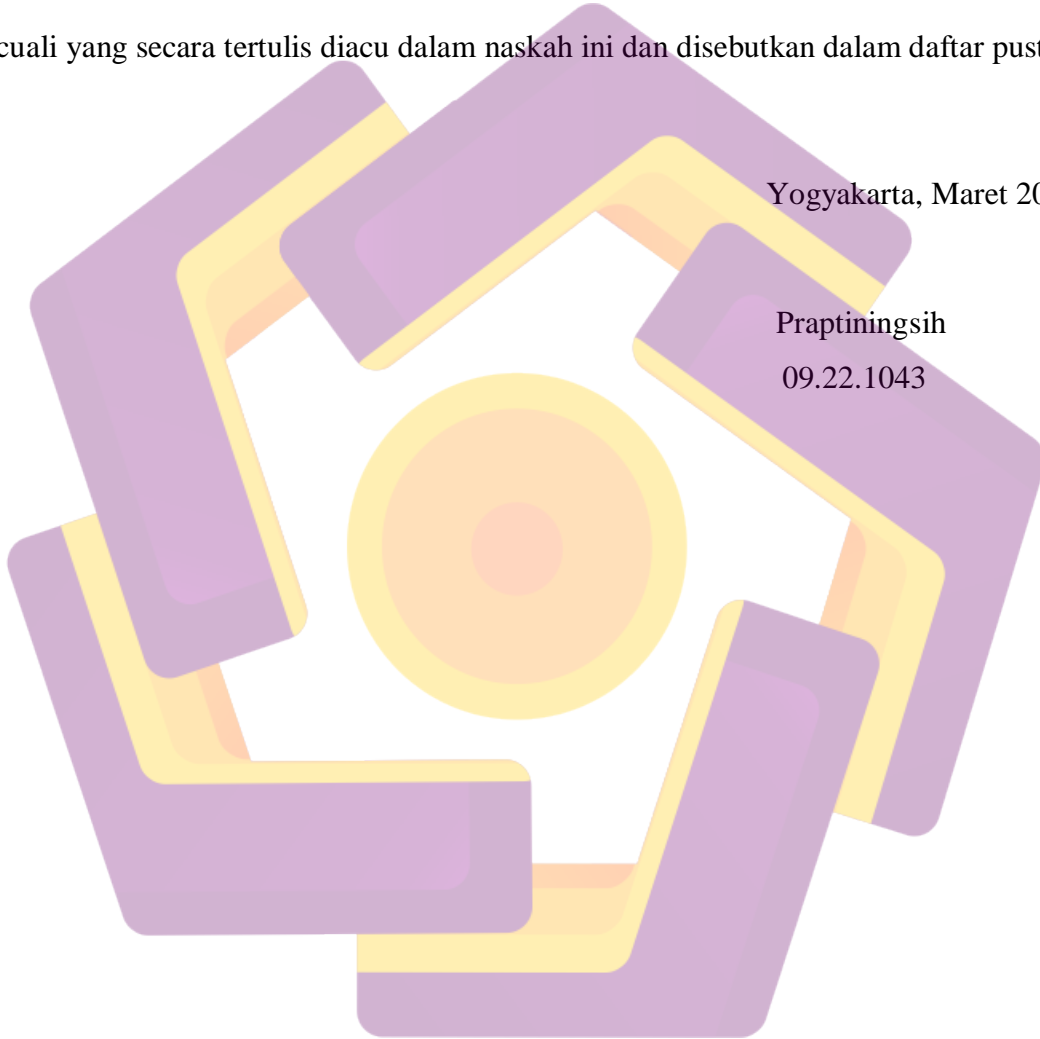 cuali yang secara tertulis diacu dalam naskah ini dan disebutkan dalam daftar pust
Yogyakarta, Maret 20
Praptiningsih
09.22.1043